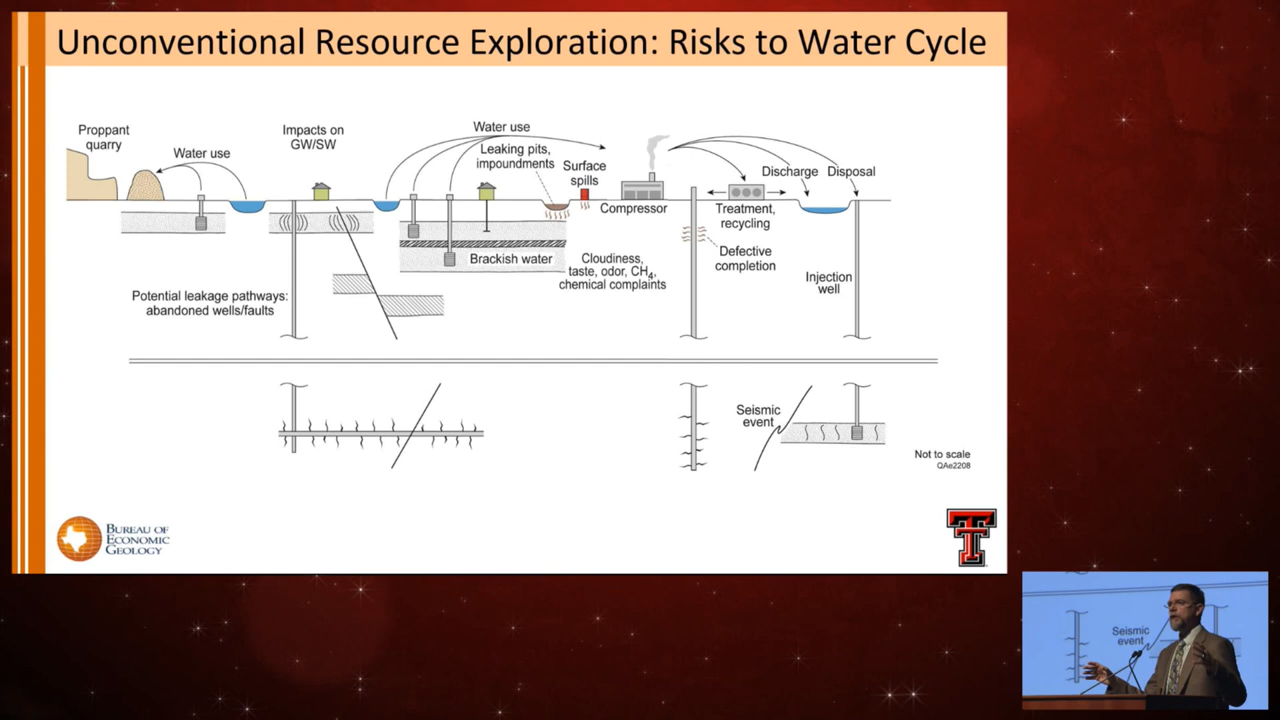 Unconventional Resource Exploration: Risks to Water Cycle
Proppant
quarry
Water use
Impacts on
GW/SW
Water use
Leaking pits,
impoundments
Surface
spills
Compressor
Discharge
Disposal
Treatment,
recycling
Defective
completion
Brackish water
Cloudiness,
taste, odor, CH4,
chemical complaints
Injection
well
Potential leakage pathways:
abandoned wells/faults
Seismic
event
Not to scale
QAe2208
BUREAU OF
ECONOMIC
GEOLOGY
Seismic
event